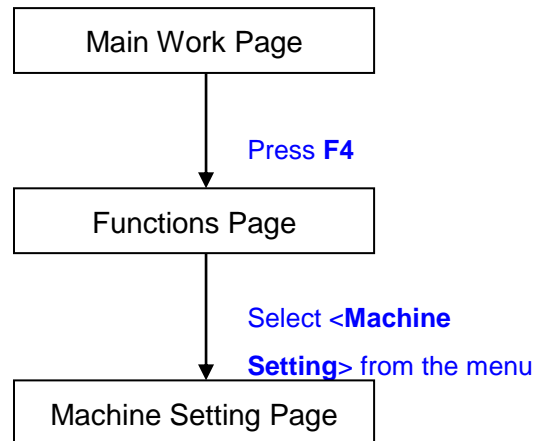 Main Work Page
Press F4
Functions Page
Select <Machine
Setting> from the menu
Machine Setting Page